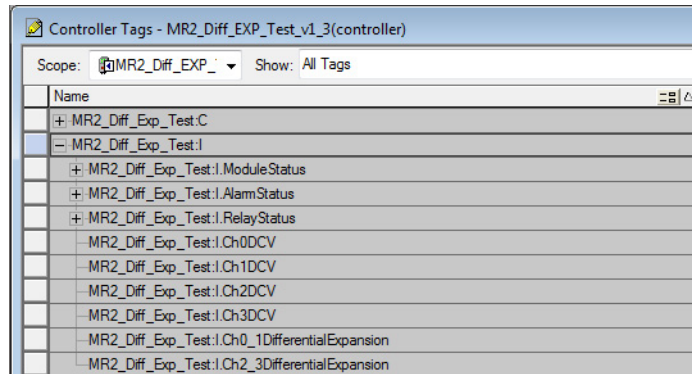 Controller Tags - MR2_Diff_EXP_Test_v1_3(controller)
Scope: MR2_Diff_EXP_ Show: All Tags
Name
MR2_Diff_Exp_Test:C
MR2_Diff_Exp_Test:I
MR2_Diff_Exp_Test:I.ModuleStatus
MR2_Diff_Exp_Test:I.AlarmStatus
MR2_Diff_Exp_Test:I.RelayStatus
MR2_Diff_Exp_Test:I.Ch0DCV
MR2_Diff_Exp_Test:I.Ch1DCV
MR2_Diff_Exp_Test:I.Ch2DCV
MR2_Diff_Exp_Test:I.Ch3DCV
MR2_Diff_Exp_Test:I.Ch0_1DifferentialExpansion
MR2_Diff_Exp_Test:I.Ch2_3DifferentialExpansion